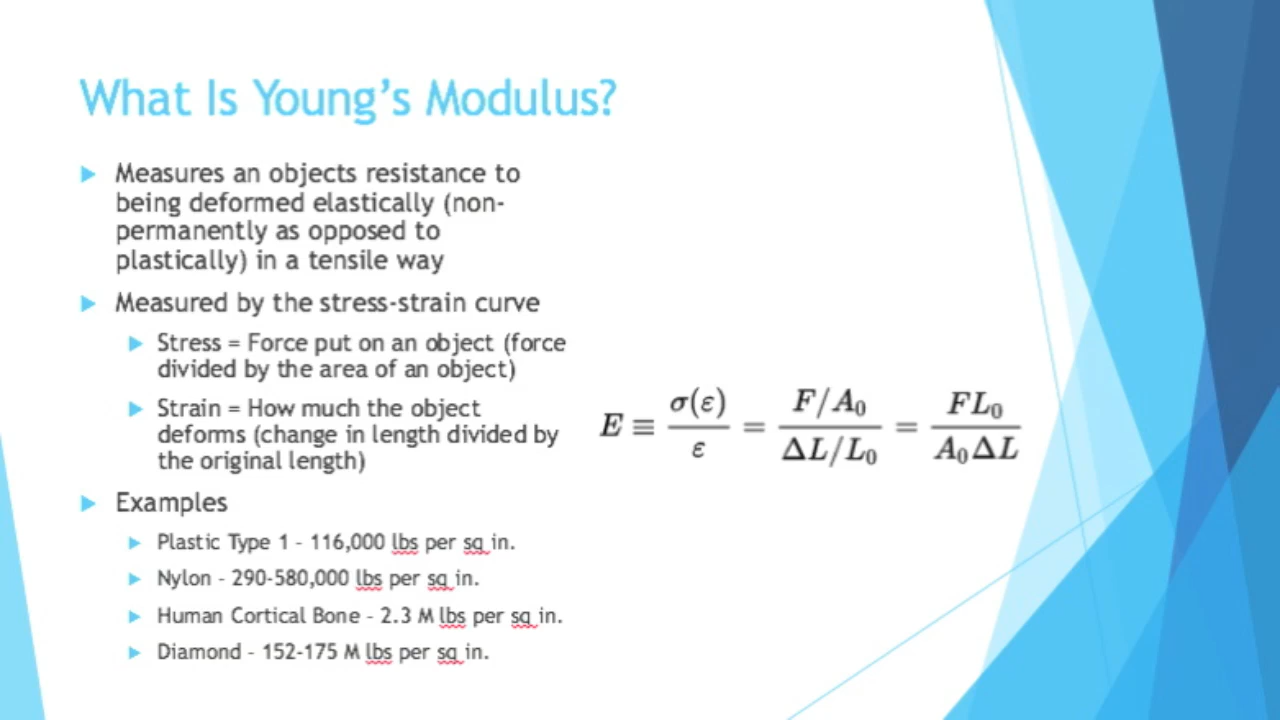 What Is Young's Modulus?
Measures an objects resistance to
being deformed elastically (non-
permanently as opposed to
plastically) in a tensile way
Measured by the stress-strain curve
Stress = Force put on an object (force
divided by the area of an object)
Strain = How much the object
deforms (change in length divided by
the original length)
E ≡ σ(ε)/ε = (F/A₀)/(ΔL/L₀) = FL₀/(A₀ΔL)
Examples
Plastic Type 1 - 116,000 lbs per sq in.
Nylon - 290-580,000 lbs per sq in.
Human Cortical Bone - 2.3 M lbs per sq in.
Diamond - 152-175 M lbs per sq in.